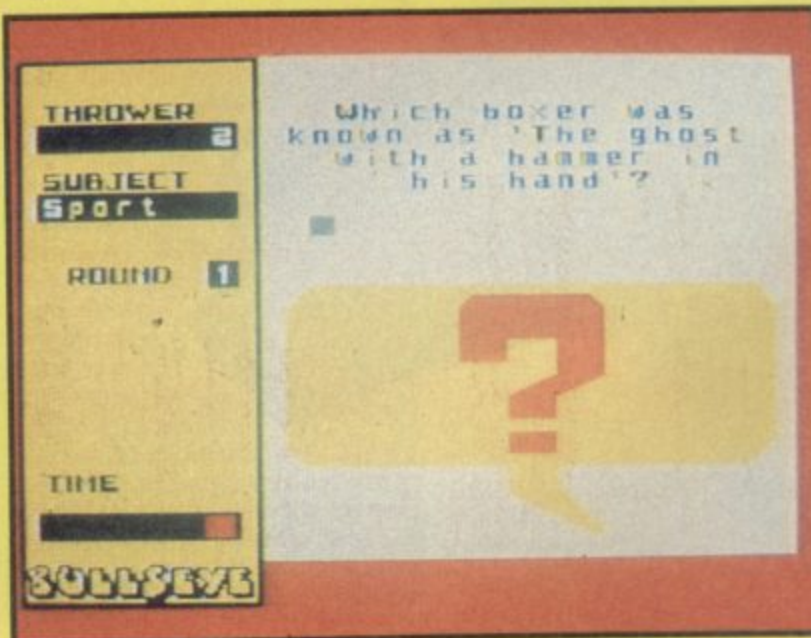 THROWER
2
SUBJECT
Sport
ROUND 1
TIME
BULLSEYE
Which boxer was
known as 'The ghost
with a hammer in
his hand'?
?